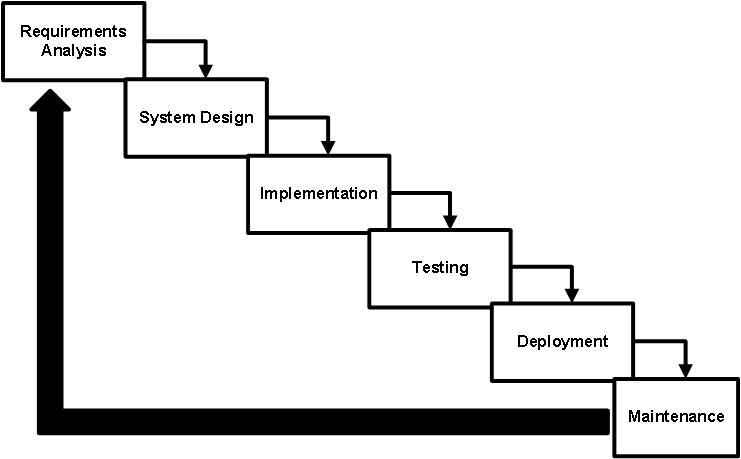 Requirements
Analysis
System Design
Implementation
Testing
Deployment
Maintenance